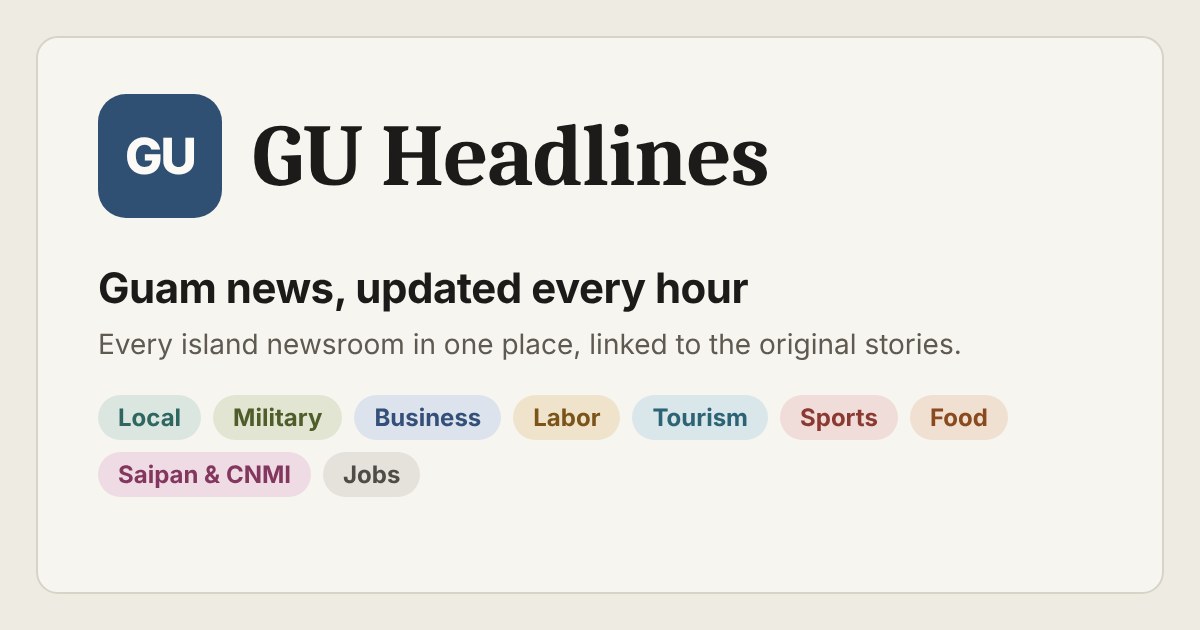 GU GU Headlines
Guam news, updated every hour
Every island newsroom in one place, linked to the original stories.
Local Military Business Labor Tourism Sports Food
Saipan & CNMI Jobs